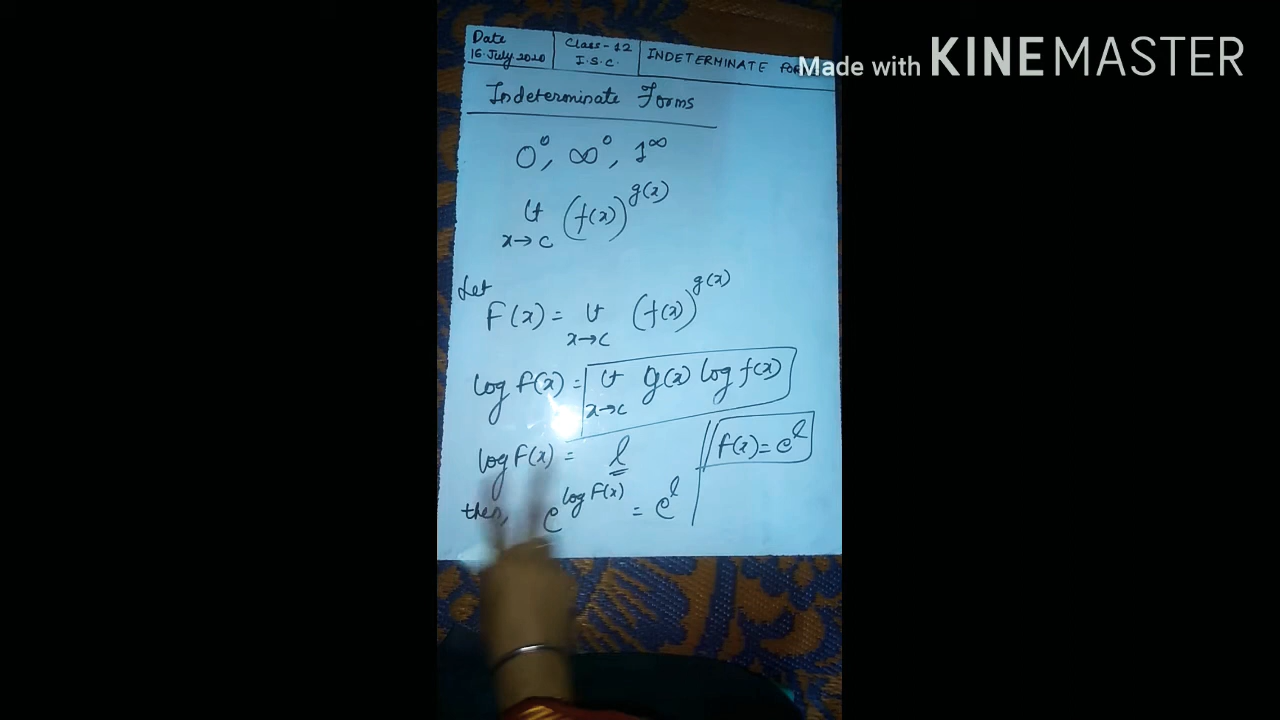 Made with KINEMASTER
Date
16 July 2020
Class - 12
I.S.C.
INDETERMINATE FOR
Indeterminate Forms
0⁰, ∞⁰, 1^∞
lt x→c (f(x))^g(x)
Let
F(x) = lt x→c (f(x))^g(x)
log F(x) = lt x→c g(x) log f(x)
log F(x) = l
F(x) = e^l
then, e^log F(x) = e^l